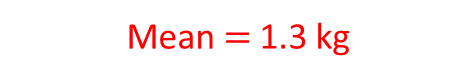 Mean = 1.3 kg